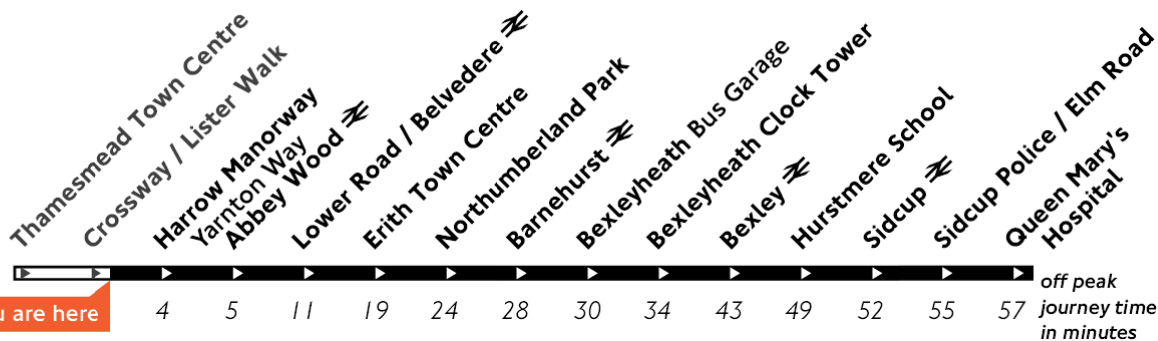 Thamesmead Town Centre
Crossway / Lister Walk
Harrow Manorway
Yarnton Way
Abbey Wood
Lower Road / Belvedere
Erith Town Centre
Northumberland Park
Barnehurst
Bexleyheath Bus Garage
Bexleyheath Clock Tower
Bexley
Hurstmere School
Sidcup
Sidcup Police / Elm Road
Queen Mary's
Hospital
u are here
4 5 11 19 24 28 30 34 43 49 52 55 57
off peak
journey time
in minutes